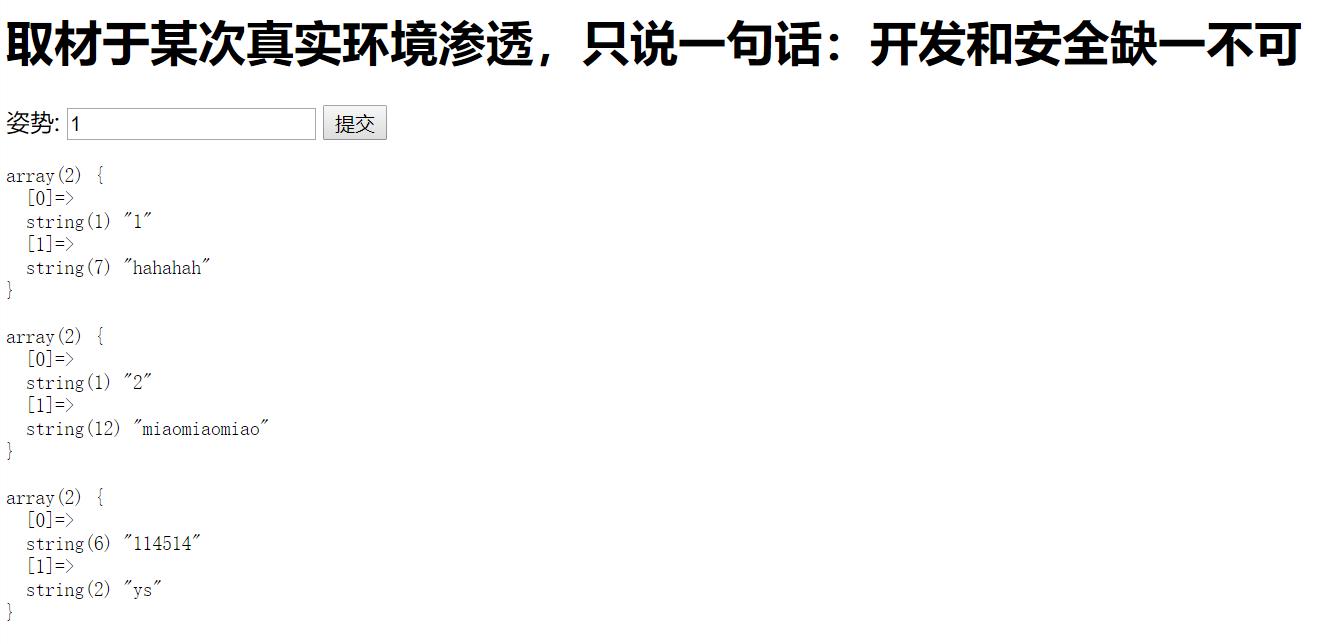 取材于某次真实环境渗透，只说一句话：开发和安全缺一不可
姿势: 1 提交
array(2) {
  [0]=>
  string(1) "1"
  [1]=>
  string(7) "hahahah"
}
array(2) {
  [0]=>
  string(1) "2"
  [1]=>
  string(12) "miaomiaomiao"
}
array(2) {
  [0]=>
  string(6) "114514"
  [1]=>
  string(2) "ys"
}